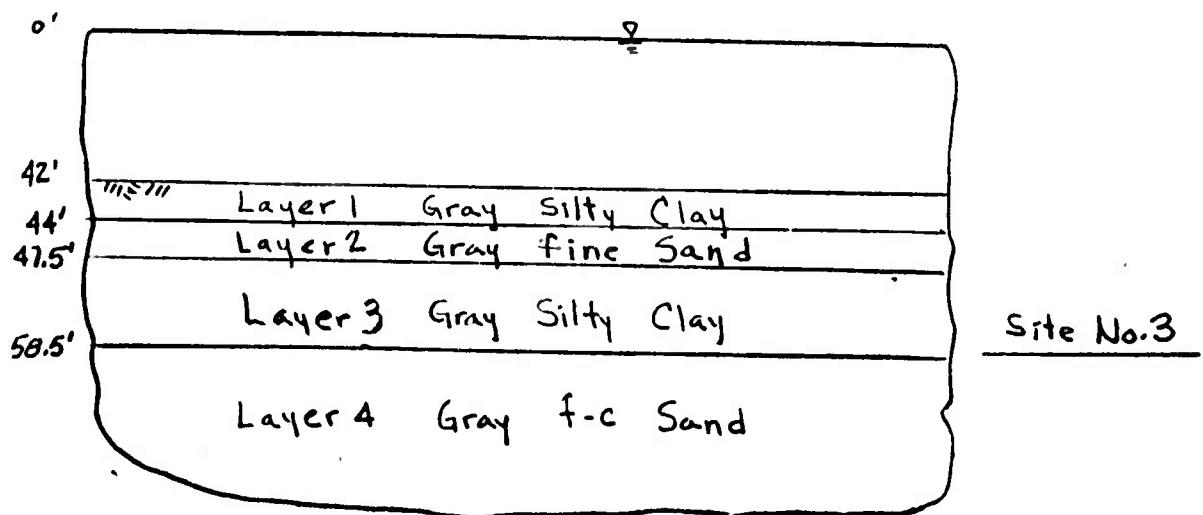 0'
42'
Layer 1 Gray Silty Clay
44'
Layer 2 Gray fine Sand
47.5'
Layer 3 Gray Silty Clay
58.5'
Site No.3
Layer 4 Gray f-c Sand